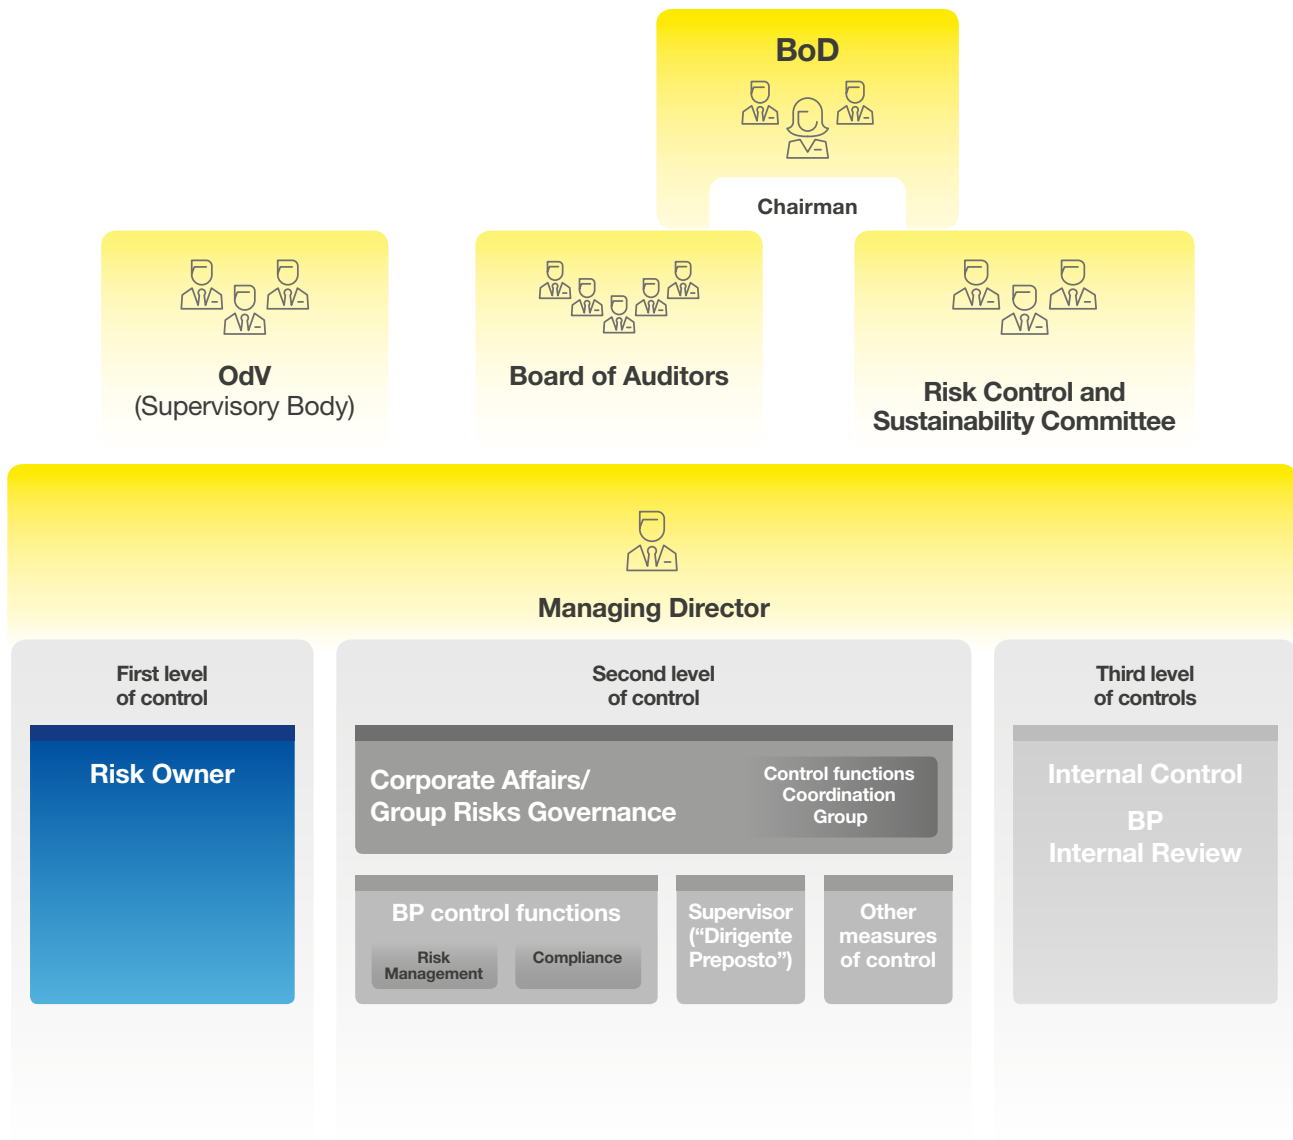 BoD
Chairman
OdV
(Supervisory Body)
Board of Auditors
Risk Control and
Sustainability Committee
Managing Director
First level
of control
Risk Owner
Second level
of control
Corporate Affairs/
Group Risks Governance
Control functions
Coordination
Group
BP control functions
Risk
Management
Compliance
Supervisor
(“Dirigente
Preposto”)
Other
measures
of control
Third level
of controls
Internal Control
BP
Internal Review